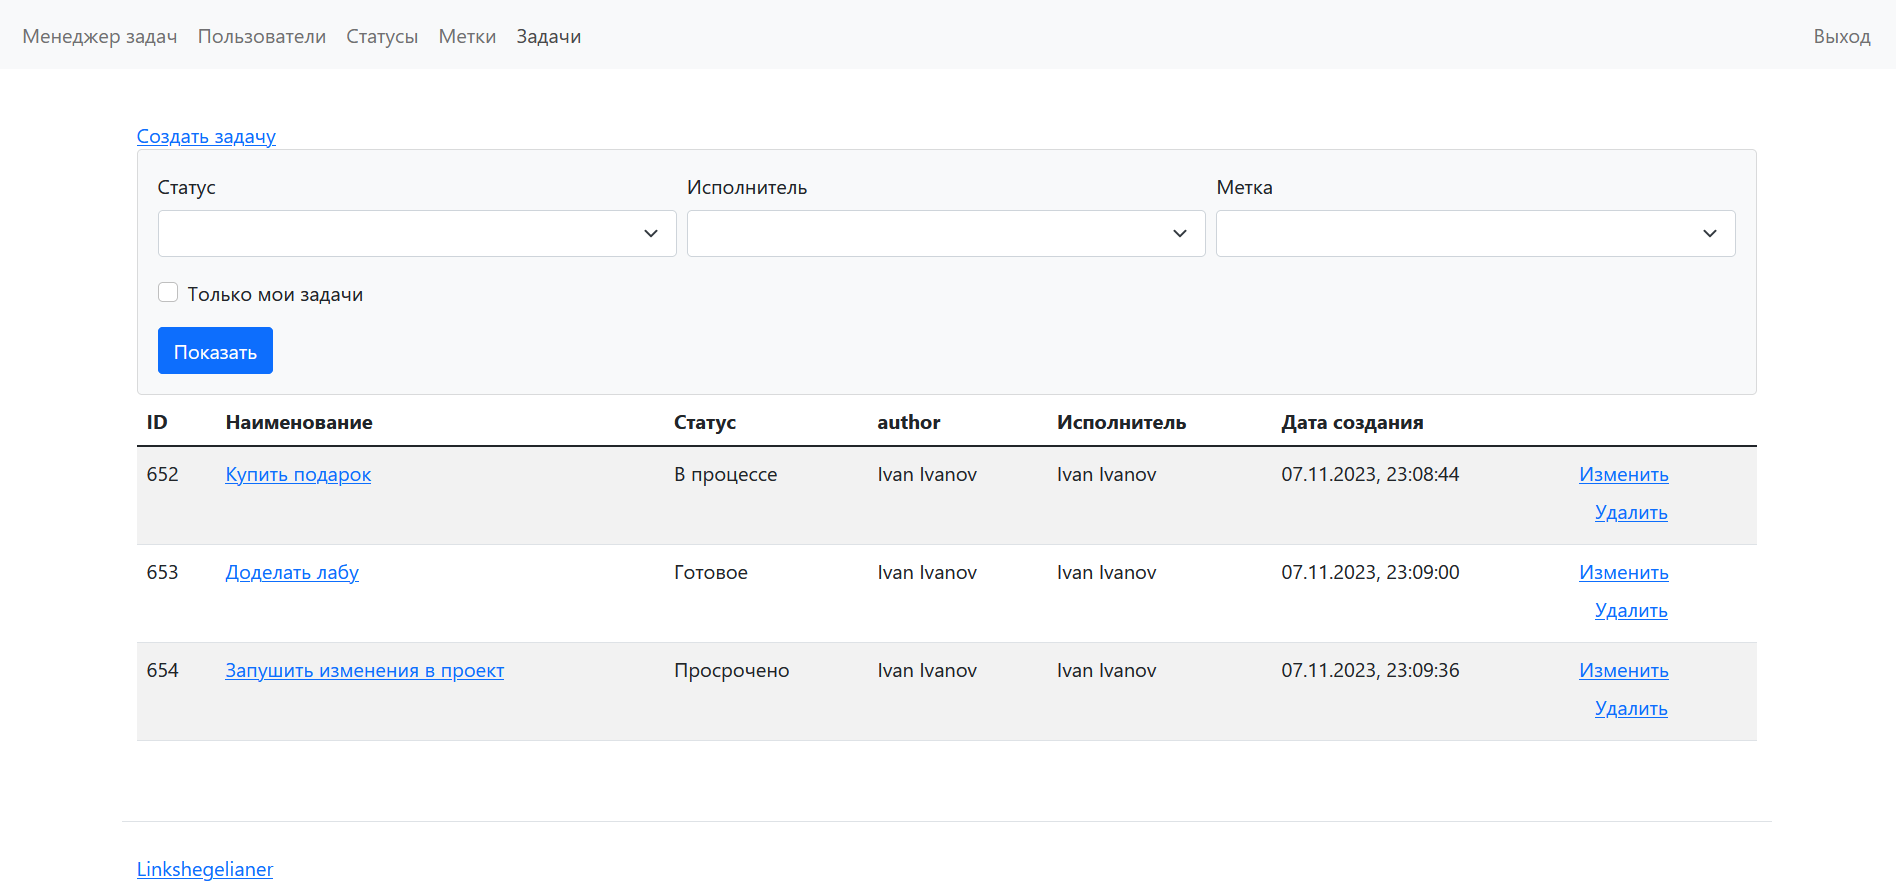 Менеджер задач Пользователи Статусы Метки Задачи Выход
Создать задачу
Статус Исполнитель Метка
Только мои задачи
Показать
ID Наименование Статус author Исполнитель Дата создания
652 Купить подарок В процессе Ivan Ivanov Ivan Ivanov 07.11.2023, 23:08:44 Изменить
Удалить
653 Доделать лабу Готовое Ivan Ivanov Ivan Ivanov 07.11.2023, 23:09:00 Изменить
Удалить
654 Запушить изменения в проект Просрочено Ivan Ivanov Ivan Ivanov 07.11.2023, 23:09:36 Изменить
Удалить
Linkshegelianer